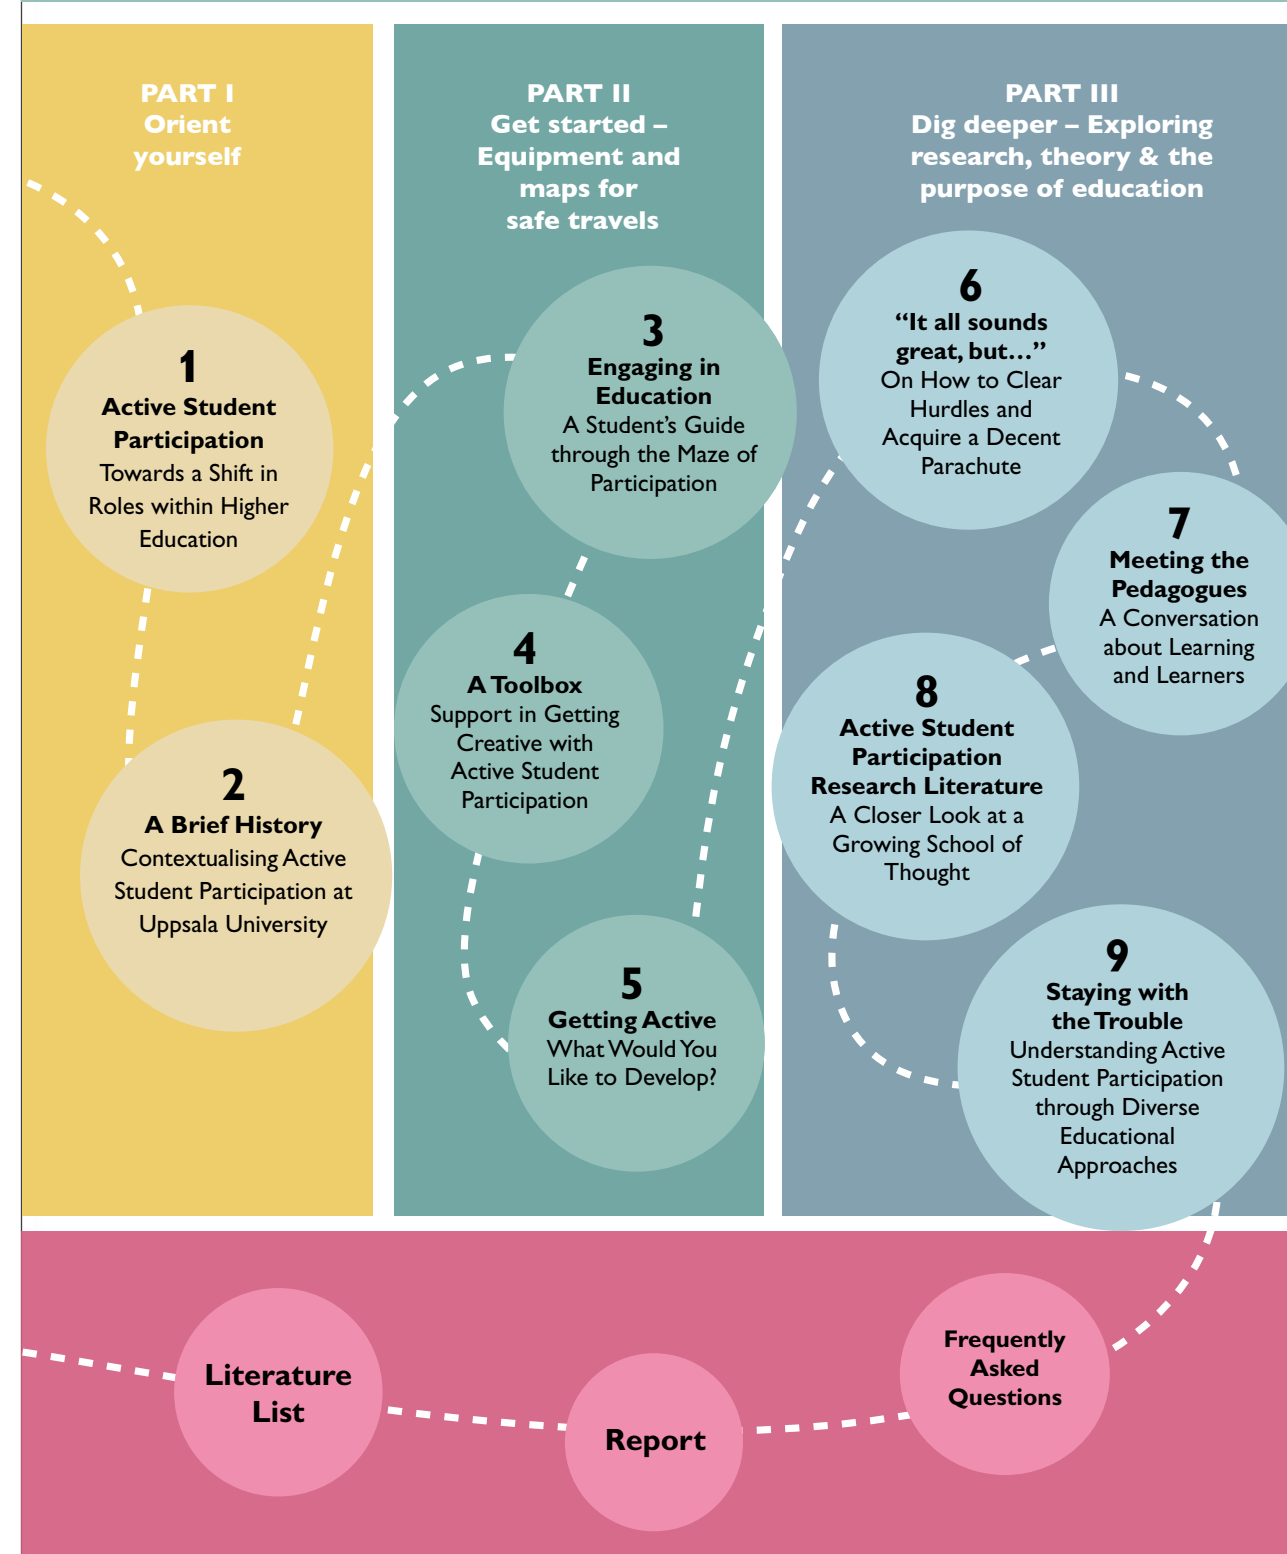 PART I
Orient
yourself
1
Active Student
Participation
Towards a Shift in
Roles within Higher
Education
2
A Brief History
Contextualising Active
Student Participation at
Uppsala University
PART II
Get started –
Equipment and
maps for
safe travels
3
Engaging in
Education
A Student’s Guide
through the Maze of
Participation
4
A Toolbox
Support in Getting
Creative with
Active Student
Participation
5
Getting Active
What Would You
Like to Develop?
PART III
Dig deeper – Exploring
research, theory & the
purpose of education
6
“It all sounds
great, but…”
On How to Clear
Hurdles and
Acquire a Decent
Parachute
7
Meeting the
Pedagogues
A Conversation
about Learning
and Learners
8
Active Student
Participation
Research Literature
A Closer Look at a
Growing School of
Thought
9
Staying with
the Trouble
Understanding Active
Student Participation
through Diverse
Educational
Approaches
Frequently
Asked
Questions
Report
Literature
List